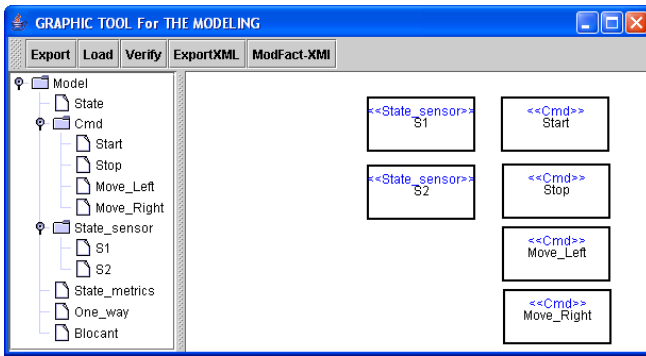 GRAPHIC TOOL For THE MODELING
Export Load Verify ExportXML ModFact-XMI
Model
State
Cmd
Start
Stop
Move_Left
Move_Right
State_sensor
S1
S2
State_metrics
One_way
Blocant
<<State_sensor>>
S1
<<Cmd>>
Start
<<State_sensor>>
S2
<<Cmd>>
Stop
<<Cmd>>
Move_Left
<<Cmd>>
Move_Right